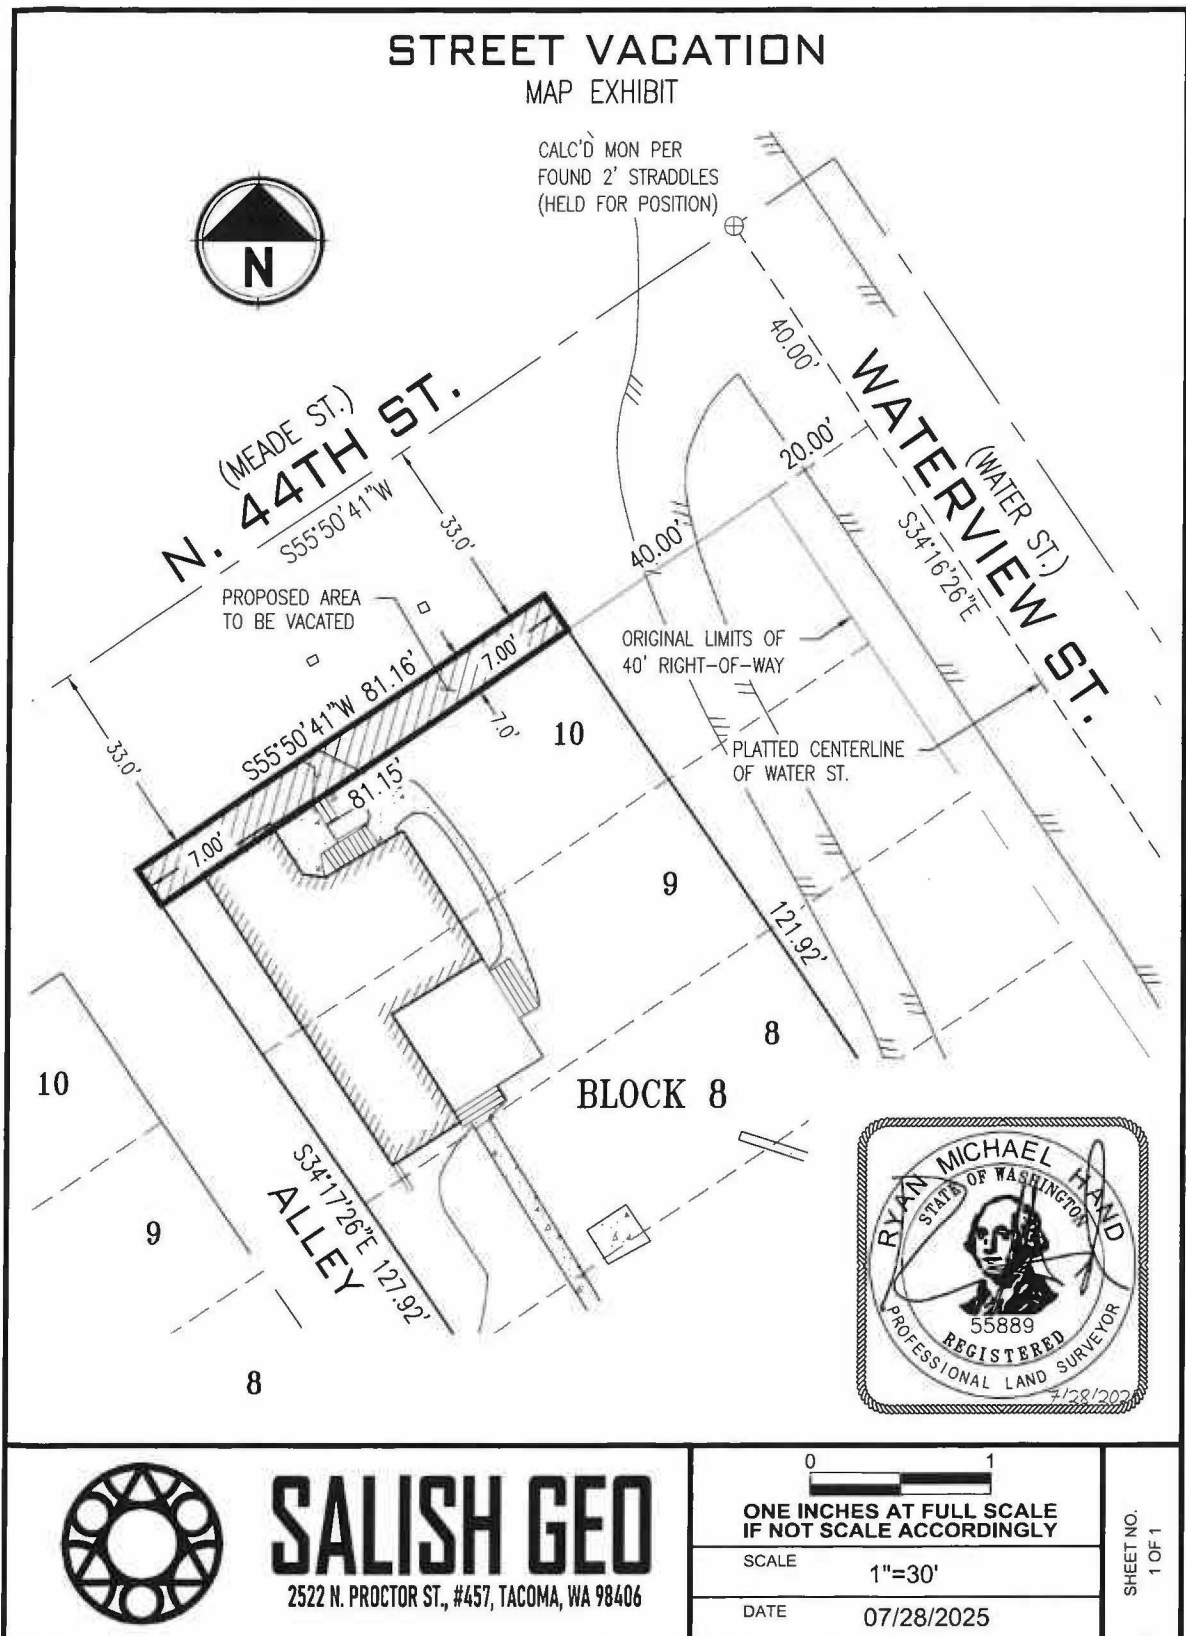 STREET VACATION
MAP EXHIBIT
CALC'D MON PER
FOUND 2' STRADDLES
(HELD FOR POSITION)
N
(MEADE ST.)
N. 44TH ST.
S55°50'41"W
40.00'
WATERVIEW ST.
(WATER ST.)
S34°16'26"E
20.00'
40.00'
33.0'
PROPOSED AREA
TO BE VACATED
ORIGINAL LIMITS OF
40' RIGHT-OF-WAY
7.00'
S55°50'41"W 81.16'
7.0'
10
33.0'
PLATTED CENTERLINE
OF WATER ST.
81.15'
7.00'
9
121.92'
8
10
BLOCK 8
S34°17'26"E 127.92'
ALLEY
9
8
RYAN MICHAEL HAND
STATE OF WASHINGTON
55889
REGISTERED
PROFESSIONAL LAND SURVEYOR
SALISH GEO
2522 N. PROCTOR ST., #457, TACOMA, WA 98406
0 1
ONE INCHES AT FULL SCALE
IF NOT SCALE ACCORDINGLY
SCALE 1"=30'
DATE 07/28/2025
SHEET NO.
1 OF 1